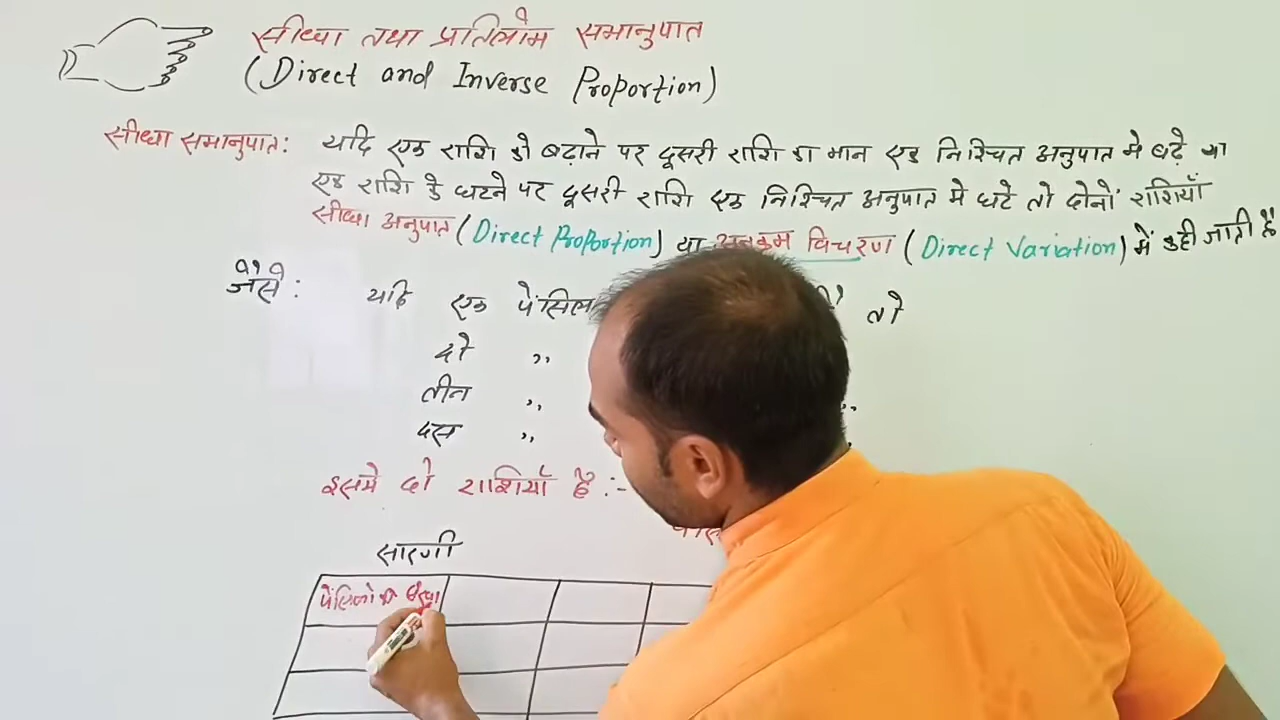 सीधा तथा प्रतिलोम समानुपात
(Direct and Inverse Proportion)
सीधा समानुपात: यदि एक राशि को बढ़ाने पर दूसरी राशि का मान एक निश्चित अनुपात मे बढ़े या
एक राशि के घटने पर दूसरी राशि एक निश्चित अनुपात मे घटे तो दोनों राशियाँ
सीधा अनुपात (Direct Proportion) या अनुक्रम विचरण (Direct Variation) में कही जाती हैं
जैसे: यदि एक पेंसिल तो
दो ,,
तीन ,, ,,
दस ,,
इसमे दो राशियाँ हैं :-
सारणी
पेंसिलों की संख्या